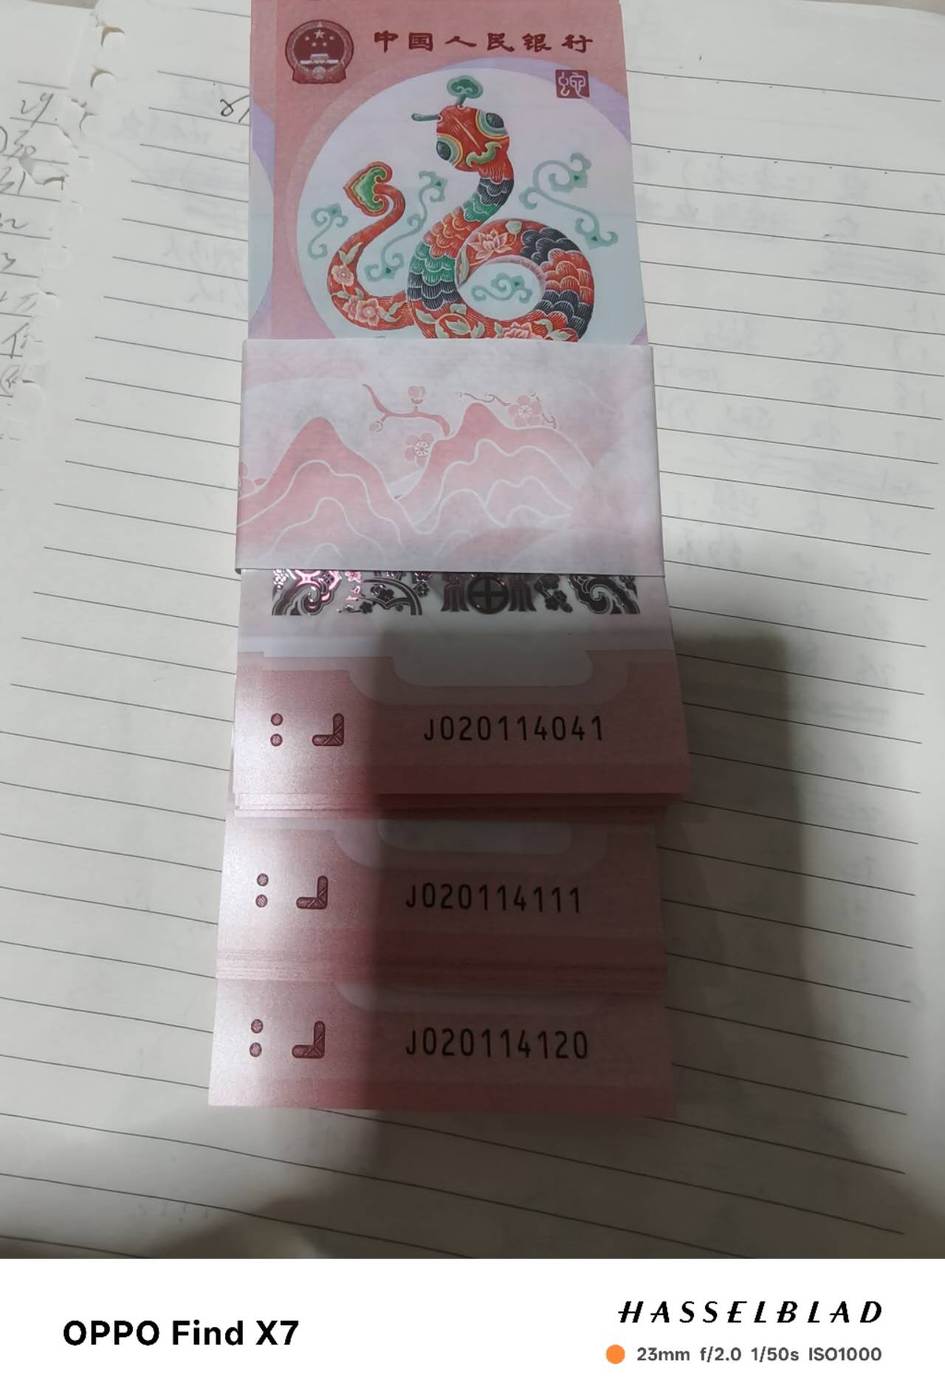 中国人民银行
J020114041
J020114111
J020114120
OPPO Find X7
HASSELBLAD
23mm f/2.0 1/50s ISO1000